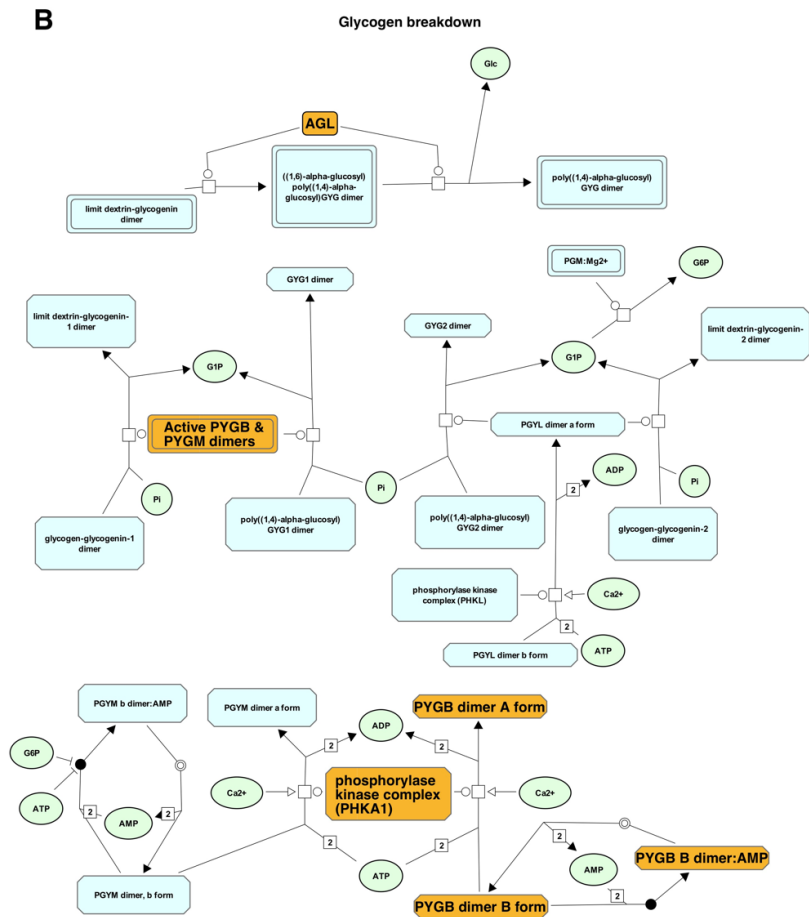 B
Glycogen breakdown
Glc
AGL
((1,6)-alpha-glucosyl)
poly((1,4)-alpha-
glucosyl)GYG dimer
poly((1,4)-alpha-glucosyl)
GYG dimer
limit dextrin-glycogenin
dimer
PGM:Mg2+
G6P
GYG1 dimer
limit dextrin-glycogenin-
1 dimer
GYG2 dimer
limit dextrin-glycogenin-
2 dimer
G1P
G1P
Active PYGB &
PYGM dimers
PGYL dimer a form
ADP
2
Pi
Pi
Pi
poly((1,4)-alpha-glucosyl)
GYG1 dimer
poly((1,4)-alpha-glucosyl)
GYG2 dimer
glycogen-glycogenin-1
dimer
glycogen-glycogenin-2
dimer
phosphorylase kinase
complex (PHKL)
Ca2+
2
ATP
PGYL dimer b form
PGYM b dimer:AMP
PGYM dimer a form
PYGB dimer A form
ADP
G6P
2
2
phosphorylase
kinase complex
(PHKA1)
Ca2+
Ca2+
ATP
2
AMP
2
2
2
ATP
2
AMP
PYGB B dimer:AMP
2
PGYM dimer, b form
PYGB dimer B form